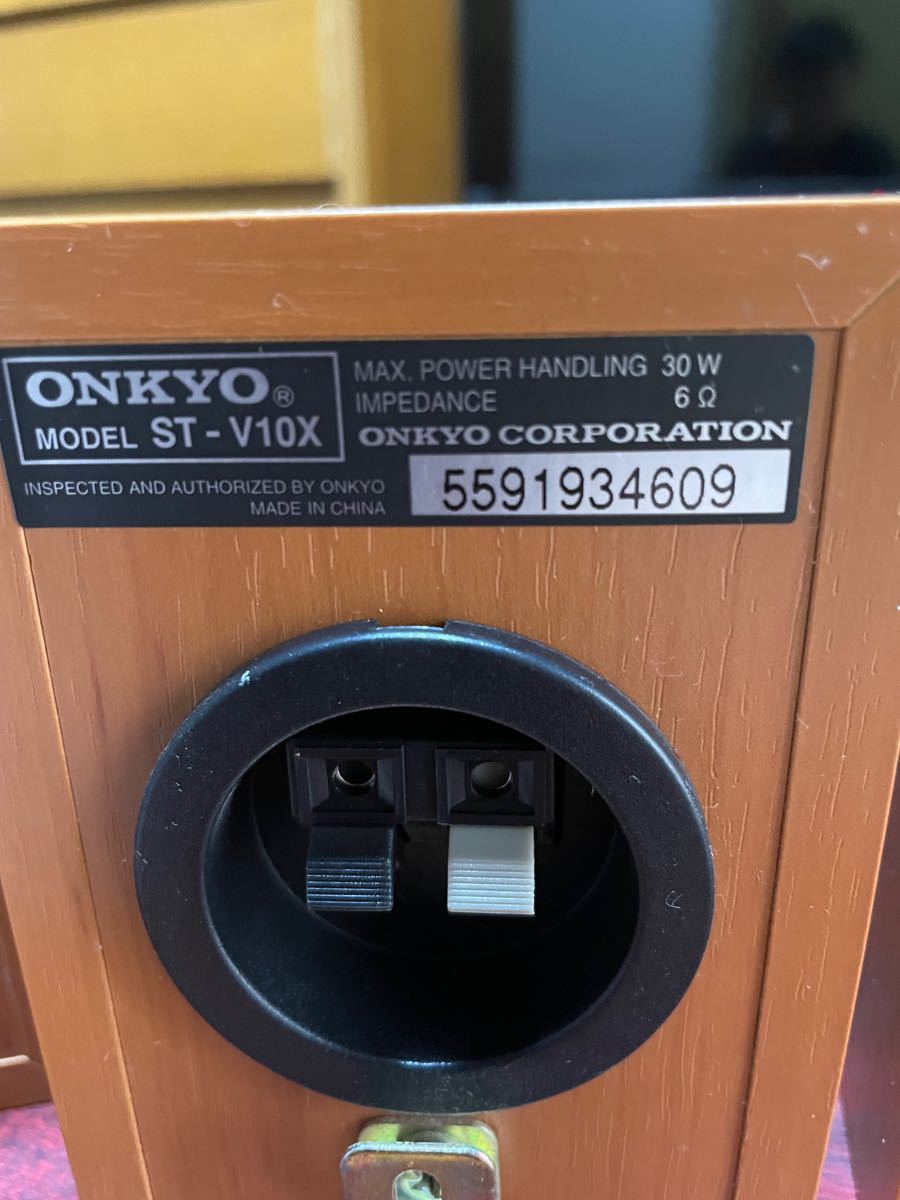 ONKYO®
MODEL ST-V10X
MAX. POWER HANDLING 30 W
IMPEDANCE 6 Ω
ONKYO CORPORATION
INSPECTED AND AUTHORIZED BY ONKYO
MADE IN CHINA
5591934609